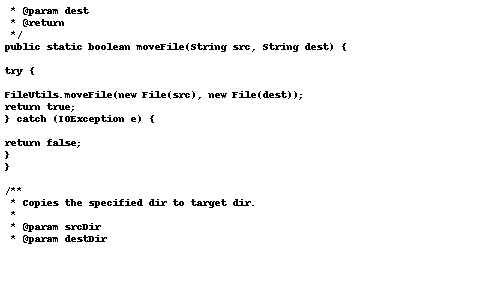 * @param dest
* @return
*/
public static boolean moveFile(String src, String dest) {
try {
FileUtils.moveFile(new File(src), new File(dest));
return true;
} catch (IOException e) {
return false;
}
}
/**
* Copies the specified dir to target dir.
*
* @param srcDir
* @param destDir